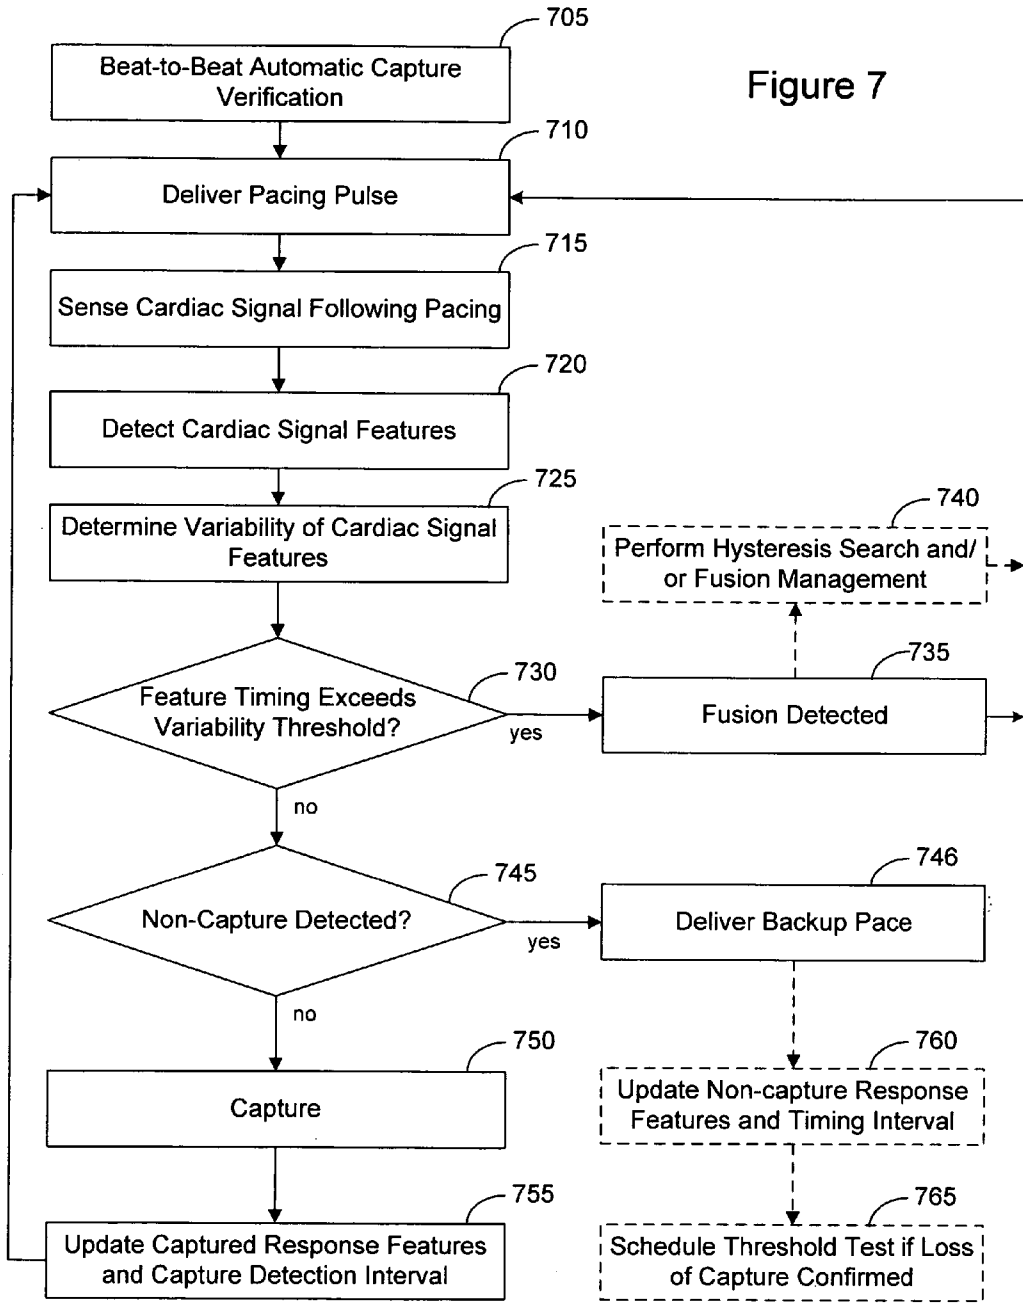 705
Beat-to-Beat Automatic Capture
Verification
Figure 7
710
Deliver Pacing Pulse
715
Sense Cardiac Signal Following Pacing
720
Detect Cardiac Signal Features
725
Determine Variability of Cardiac Signal
Features
740
Perform Hysteresis Search and/
or Fusion Management
730
Feature Timing Exceeds
Variability Threshold?
yes
735
Fusion Detected
no
745
Non-Capture Detected?
yes
746
Deliver Backup Pace
no
750
Capture
760
Update Non-capture Response
Features and Timing Interval
755
Update Captured Response Features
and Capture Detection Interval
765
Schedule Threshold Test if Loss
of Capture Confirmed